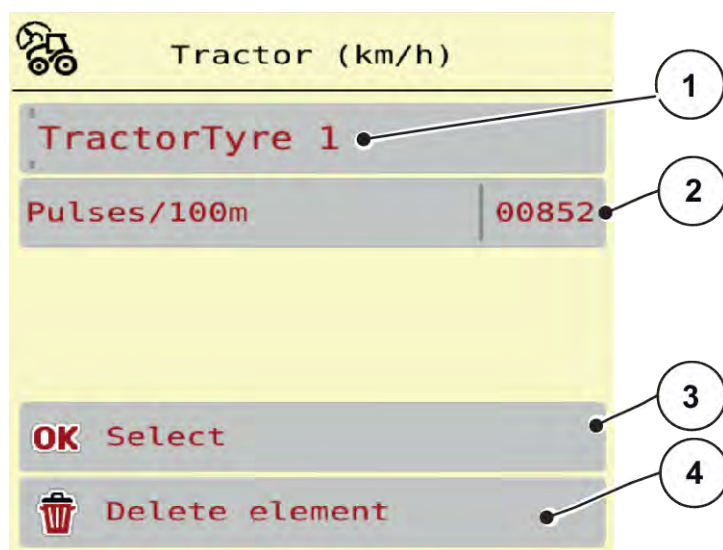 Tractor (km/h)
1
TractorTyre 1
2
Pulses/100m 00852
3
OK Select
4
Delete element